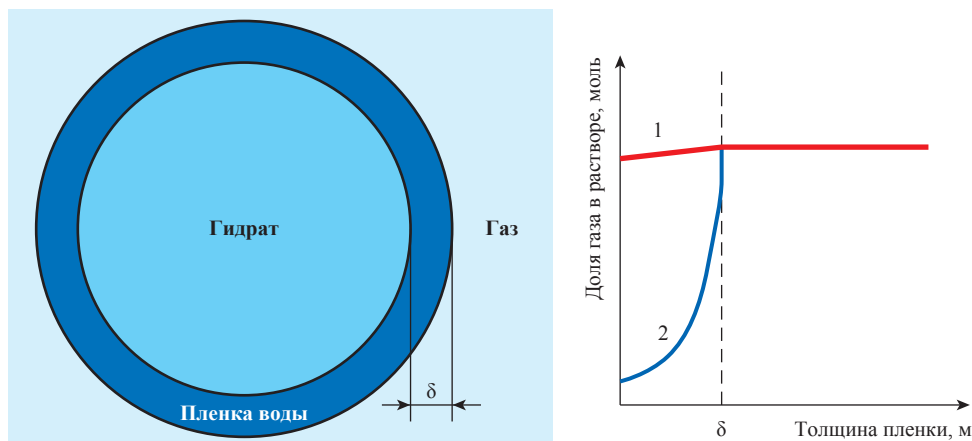 Гидрат
Газ
δ
Пленка воды
Доля газа в растворе, моль
1
2
δ
Толщина пленки, м